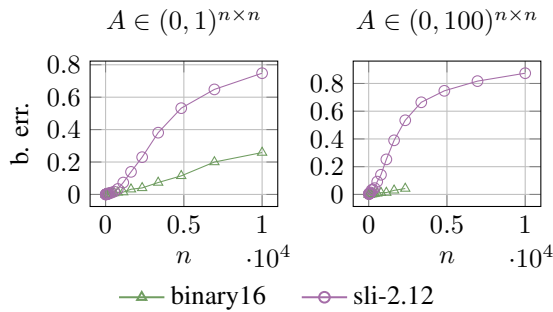 A ∈ (0, 1)^{n×n}
A ∈ (0, 100)^{n×n}
b. err.
0.8
0.6
0.4
0.2
0
0 0.5 1
n
·10^4
0.8
0.6
0.4
0.2
0
0 0.5 1
n
·10^4
binary16 sli-2.12